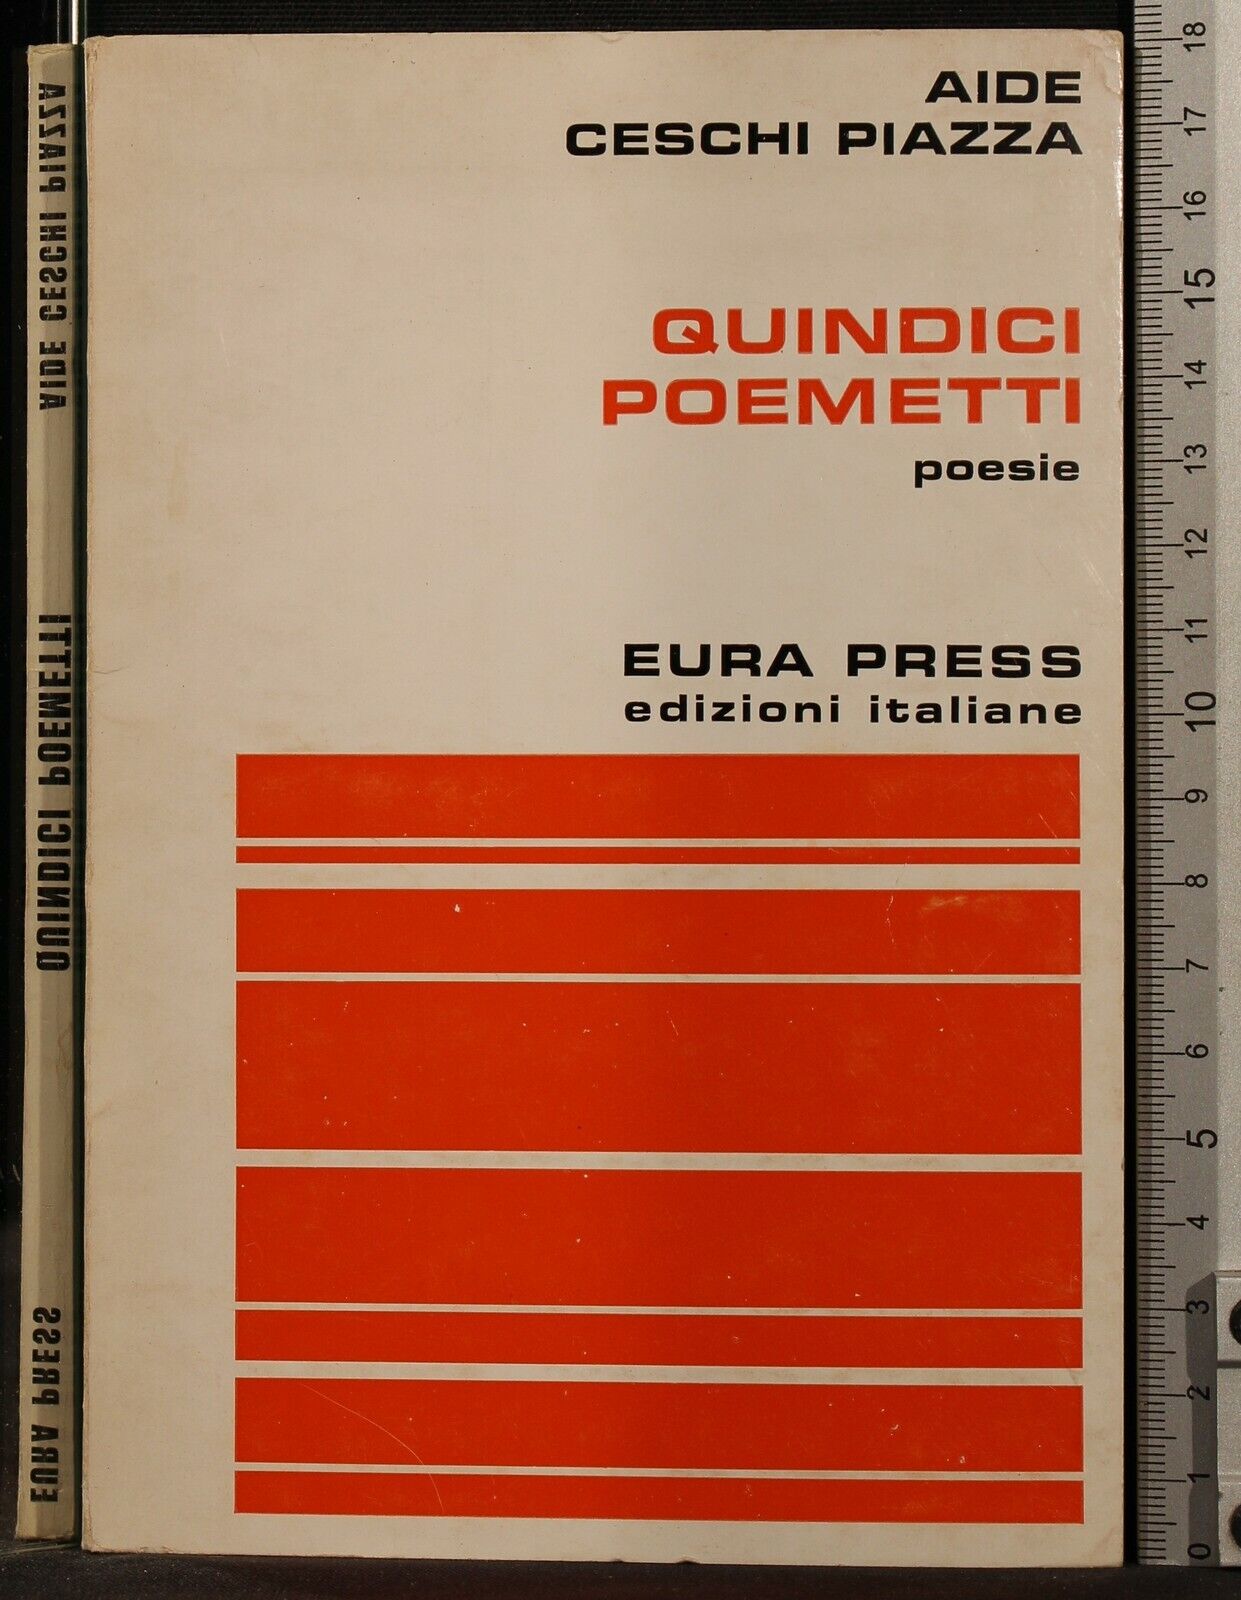 AIDE
CESCHI PIAZZA
QUINDICI
POEMETTI
poesie
EURA PRESS
edizioni italiane
EURA PRESS QUINDICI POEMETTI AIDE CESCHI PIAZZA
18
17
16
15
14
13
12
11
10
9
8
7
6
5
4
3
2
1
0